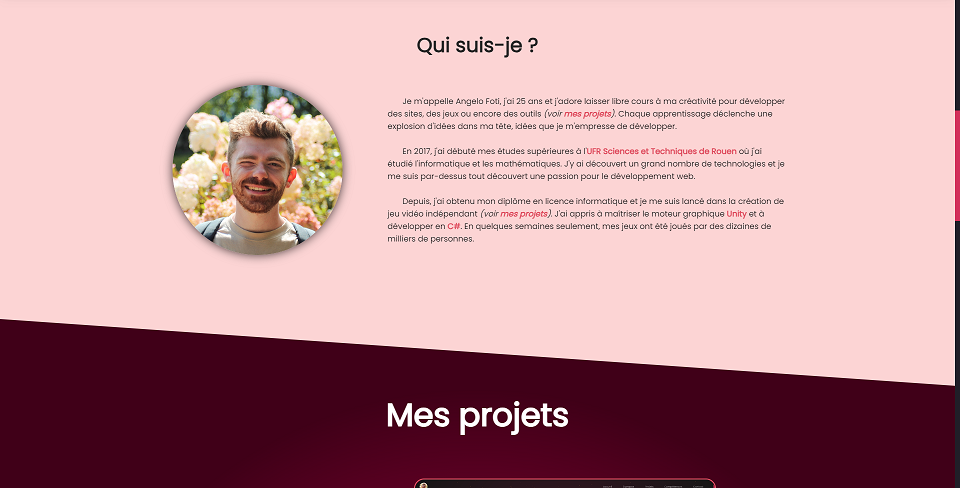 Qui suis-je ?
Je m'appelle Angelo Foti, j'ai 25 ans et j'adore laisser libre cours à ma créativité pour développer
des sites, des jeux ou encore des outils (voir mes projets). Chaque apprentissage déclenche une
explosion d'idées dans ma tête, idées que je m'empresse de développer.
En 2017, j'ai débuté mes études supérieures à l'UFR Sciences et Techniques de Rouen où j'ai
étudié l'informatique et les mathématiques. J'y ai découvert un grand nombre de technologies et je
me suis par-dessus tout découvert une passion pour le développement web.
Depuis, j'ai obtenu mon diplôme en licence informatique et je me suis lancé dans la création de
jeu vidéo indépendant (voir mes projets). J'ai appris à maîtriser le moteur graphique Unity et à
développer en C#. En quelques semaines seulement, mes jeux ont été joués par des dizaines de
milliers de personnes.
Mes projets